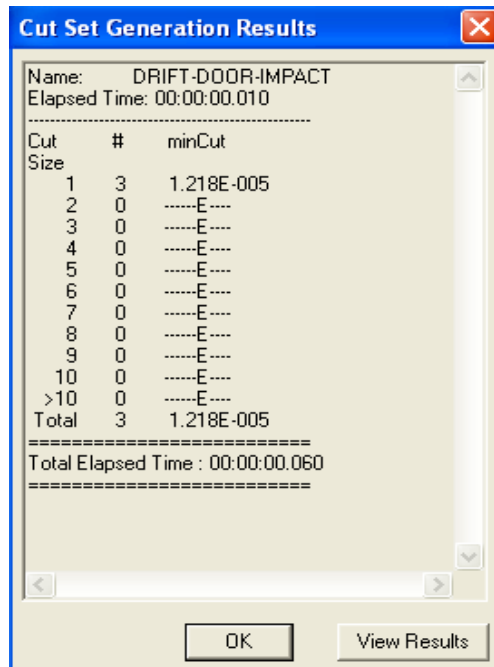 Cut Set Generation Results
Name: DRIFT-DOOR-IMPACT
Elapsed Time: 00:00:00.010
--------------------------------------------------
Cut # minCut
Size
1 3 1.218E-005
2 0 ------E----
3 0 ------E----
4 0 ------E----
5 0 ------E----
6 0 ------E----
7 0 ------E----
8 0 ------E----
9 0 ------E----
10 0 ------E----
>10 0 ------E----
Total 3 1.218E-005
==========================
Total Elapsed Time : 00:00:00.060
==========================
OK View Results